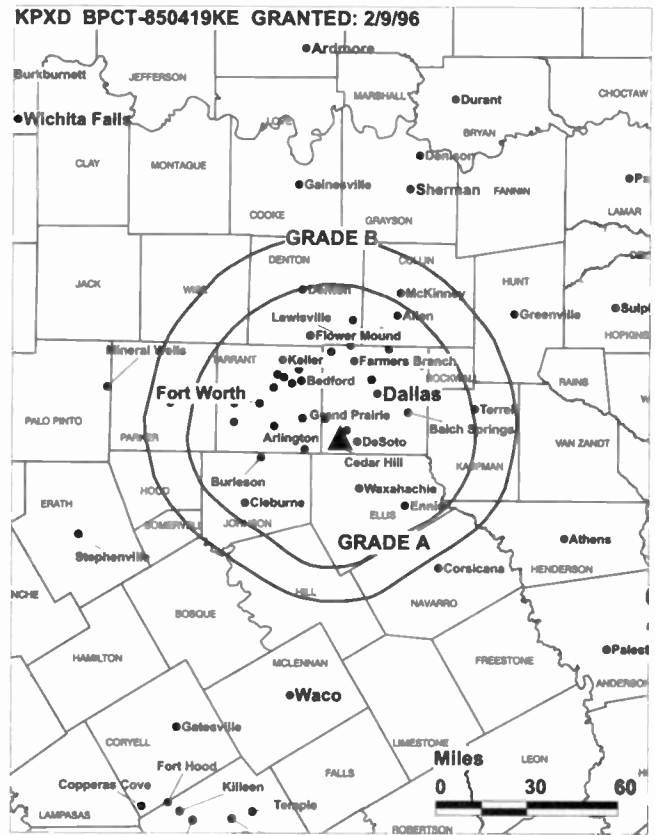 KPXD BPCT-850419KE GRANTED: 2/9/96
Ardmore
Burkburnett
JEFFERSON
MARSHALL
Durant
CHOCTAW
Wichita Falls
LOVE
BRYAN
CLAY
MONTAGUE
Denison
Gainesville
Sherman
FANNIN
COOKE
GRAYSON
LAMAR
GRADE B
DENTON
COLLIN
JACK
WISE
Denton
McKinney
HUNT
Lewisville
Allen
Greenville
Flower Mound
HOPKINS
Mineral Wells
TARRANT
Keller
Farmers Branch
ROCKWALL
RAINS
Bedford
Fort Worth
Dallas
Grand Prairie
Terrell
PALO PINTO
PARKER
Balch Springs
Arlington
DeSoto
VAN ZANDT
Cedar Hill
KAUFMAN
Burleson
HOOD
Waxahachie
ERATH
Cleburne
Ennis
SOMERVELL
JOHNSON
ELLIS
GRADE A
Stephenville
Athens
Corsicana
HENDERSON
HILL
NCHE
NAVARRO
BOSQUE
Palest
HAMILTON
MCLENNAN
FREESTONE
ANDERSON
Waco
Gatesville
CORYELL
LIMESTONE
Miles
LEON
Fort Hood
FALLS
Copperas Cove
Killeen
0 30 60
Temple
LAMPASAS
ROBERTSON